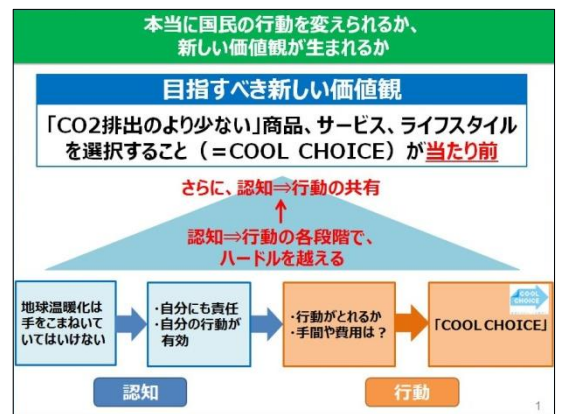 本当に国民の行動を変えられるか、
新しい価値観が生まれるか
目指すべき新しい価値観
「CO2排出のより少ない」商品、サービス、ライフスタイル
を選択すること（＝COOL CHOICE）が当たり前
さらに、認知⇒行動の共有
↑
認知⇒行動の各段階で、
ハードルを越える
地球温暖化は
手をこまねいて
いてはいけない
・自分にも責任
・自分の行動が
有効
・行動がとれるか
・手間や費用は？
COOL
CHOICE
「COOL CHOICE」
認知
行動
1